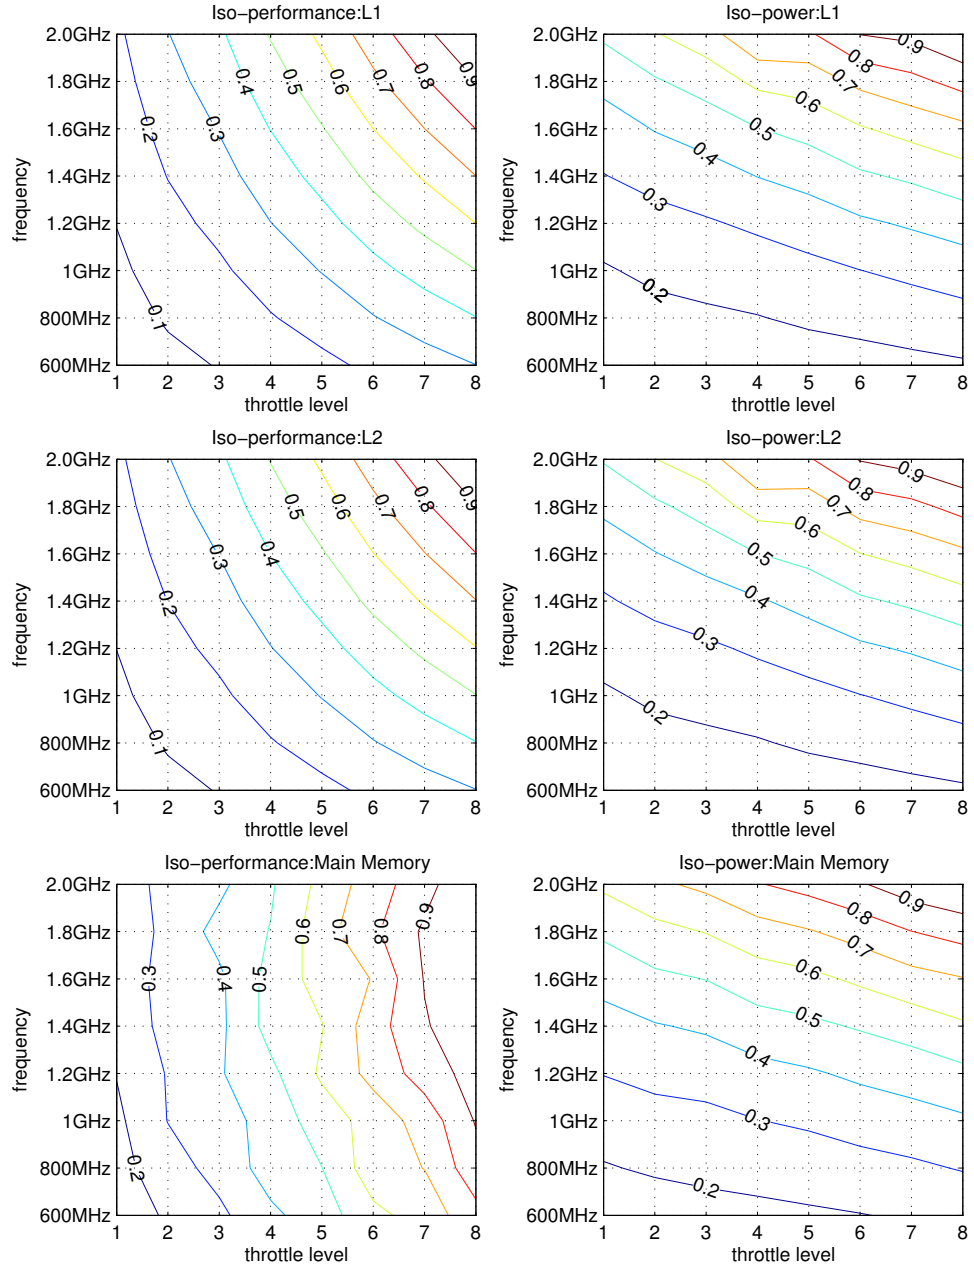 Iso-performance:L1
2.0GHz
1.8GHz
1.6GHz
1.4GHz
1.2GHz
1GHz
800MHz
600MHz
frequency
0.1
0.2
0.3
0.4
0.5
0.6
0.7
0.8
0.9
1 2 3 4 5 6 7 8
throttle level
Iso-power:L1
2.0GHz
1.8GHz
1.6GHz
1.4GHz
1.2GHz
1GHz
800MHz
600MHz
frequency
0.2
0.3
0.4
0.5
0.6
0.7
0.8
0.9
1 2 3 4 5 6 7 8
throttle level
Iso-performance:L2
2.0GHz
1.8GHz
1.6GHz
1.4GHz
1.2GHz
1GHz
800MHz
600MHz
frequency
0.1
0.2
0.3
0.4
0.5
0.6
0.7
0.8
0.9
1 2 3 4 5 6 7 8
throttle level
Iso-power:L2
2.0GHz
1.8GHz
1.6GHz
1.4GHz
1.2GHz
1GHz
800MHz
600MHz
frequency
0.2
0.3
0.4
0.5
0.6
0.7
0.8
0.9
1 2 3 4 5 6 7 8
throttle level
Iso-performance:Main Memory
2.0GHz
1.8GHz
1.6GHz
1.4GHz
1.2GHz
1GHz
800MHz
600MHz
frequency
0.2
0.3
0.4
0.5
0.6
0.7
0.8
0.9
1 2 3 4 5 6 7 8
throttle level
Iso-power:Main Memory
2.0GHz
1.8GHz
1.6GHz
1.4GHz
1.2GHz
1GHz
800MHz
600MHz
frequency
0.2
0.3
0.4
0.5
0.6
0.7
0.8
0.9
1 2 3 4 5 6 7 8
throttle level